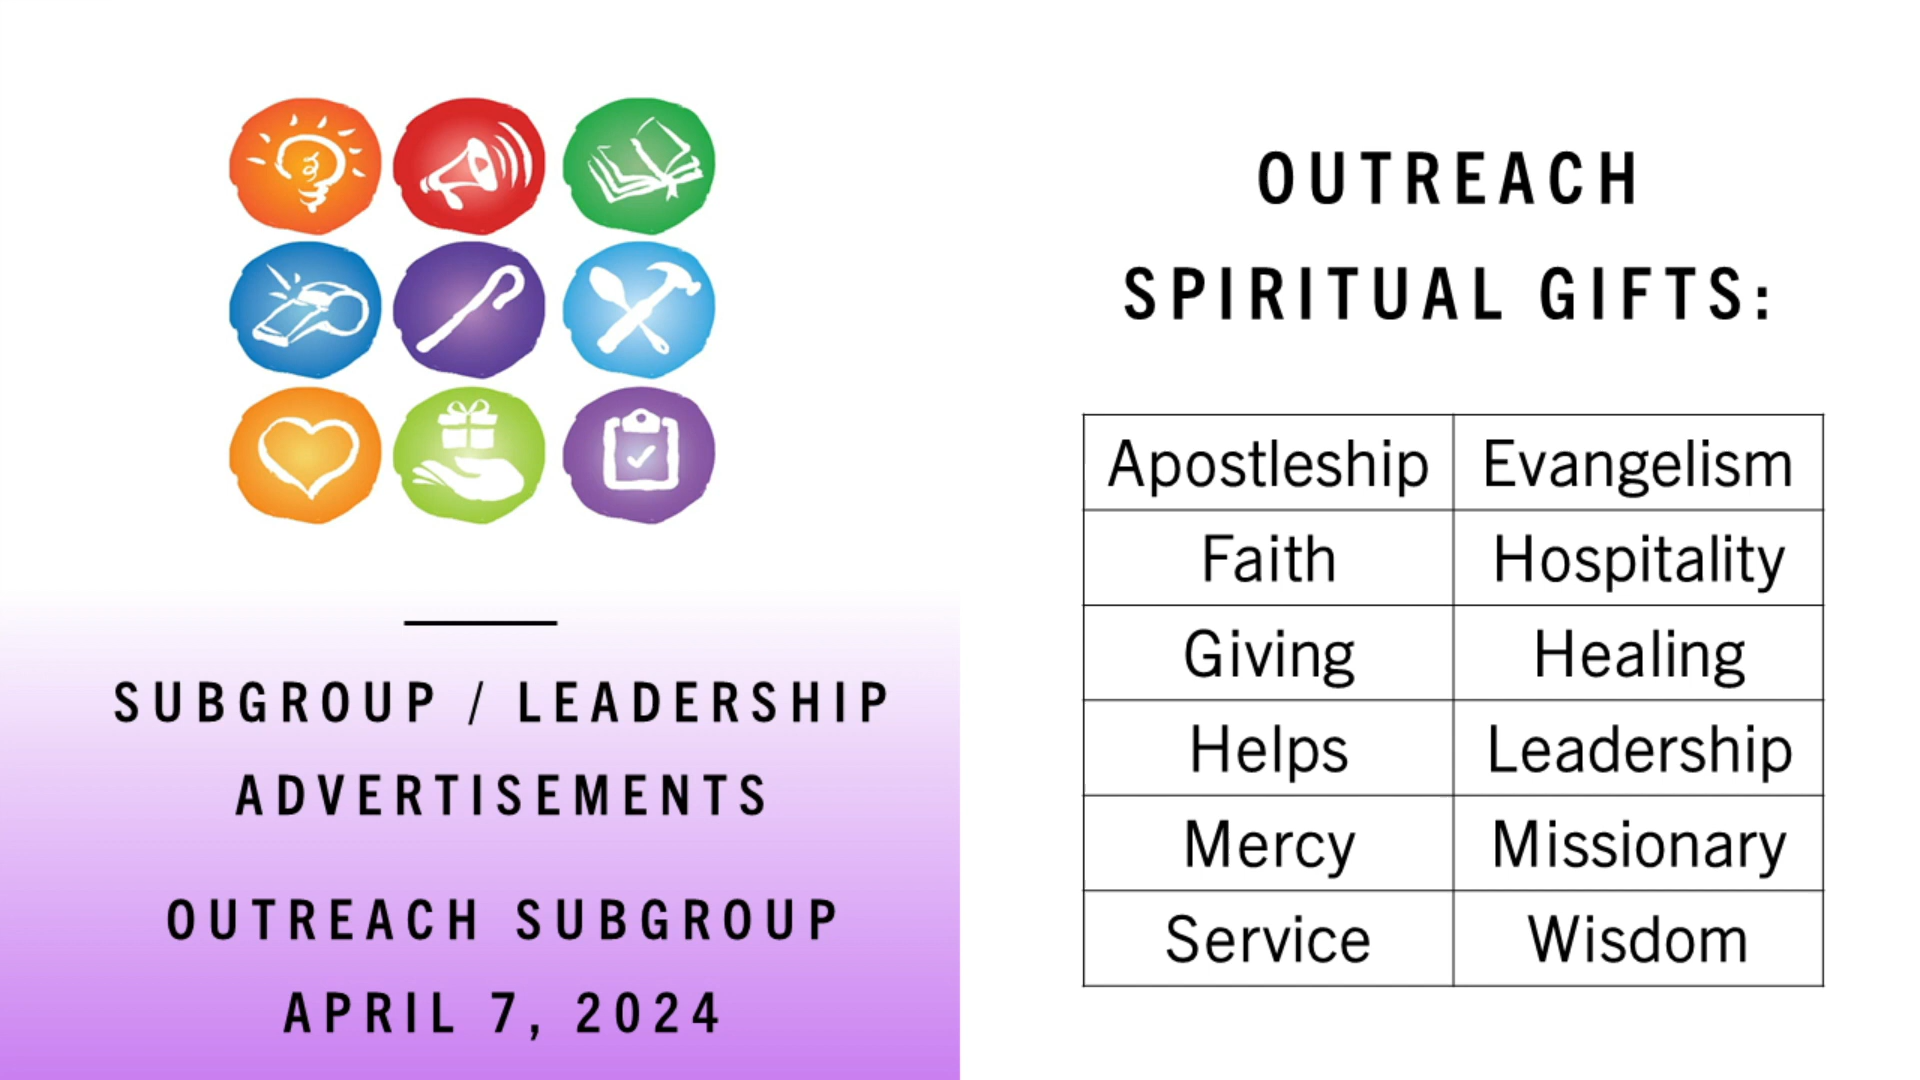 SUBGROUP / LEADERSHIP
ADVERTISEMENTS
OUTREACH SUBGROUP
APRIL 7, 2024
OUTREACH
SPIRITUAL GIFTS:
Apostleship Evangelism
Faith Hospitality
Giving Healing
Helps Leadership
Mercy Missionary
Service Wisdom